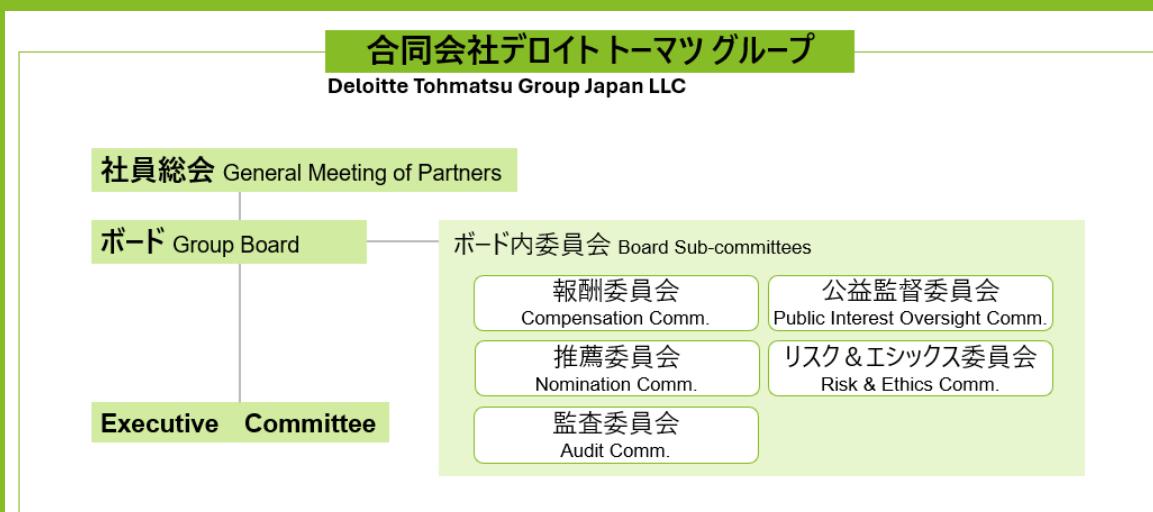 合同会社デロイト トーマツ グループ
Deloitte Tohmatsu Group Japan LLC
社員総会 General Meeting of Partners
ボード Group Board
ボード内委員会 Board Sub-committees
報酬委員会
Compensation Comm.
公益監督委員会
Public Interest Oversight Comm.
推薦委員会
Nomination Comm.
リスク＆エシックス委員会
Risk & Ethics Comm.
監査委員会
Audit Comm.
Executive Committee